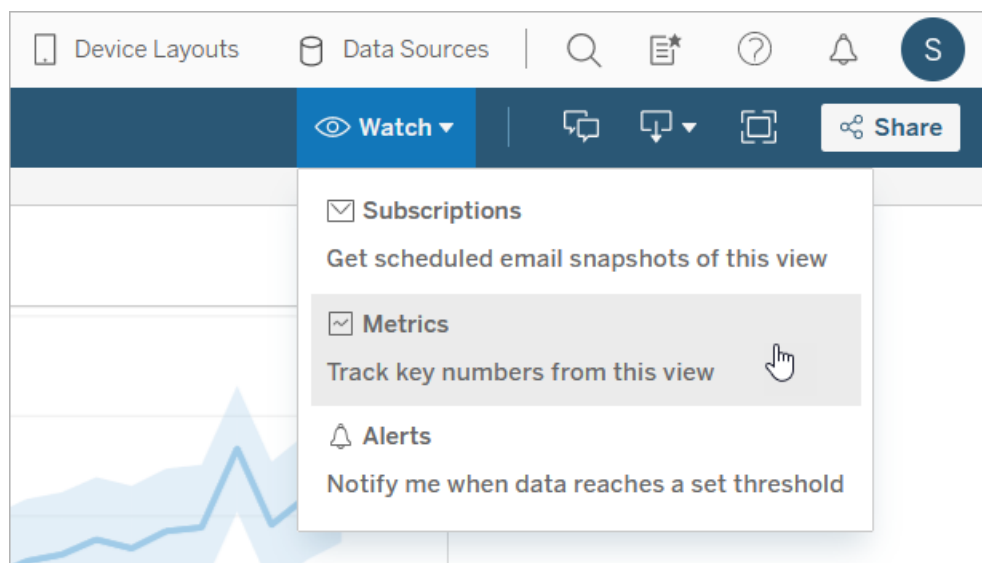 Device Layouts
Data Sources
S
Watch
Share
Subscriptions
Get scheduled email snapshots of this view
Metrics
Track key numbers from this view
Alerts
Notify me when data reaches a set threshold